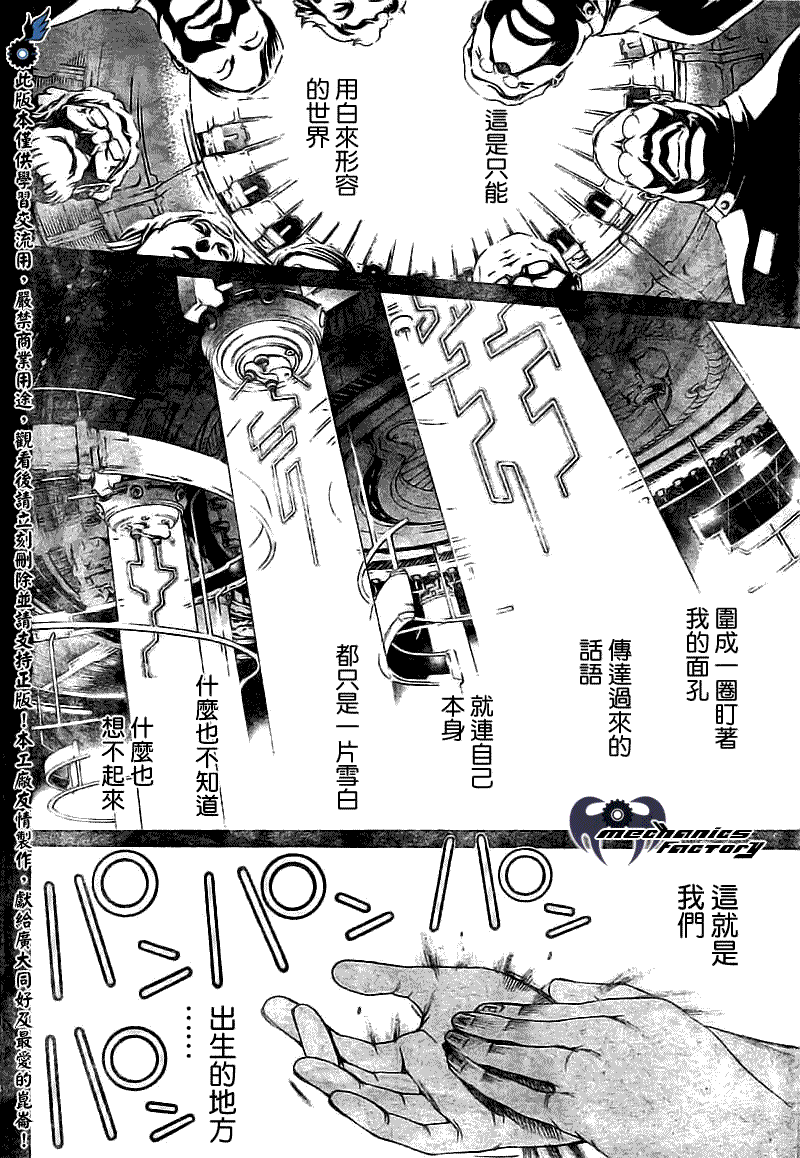 這是只能
用白來形容
的世界
圍成一圈盯著
我的面孔
傳達過來的
話語
就連自己
本身
都只是一片雪白
什麼也不知道
什麼也
想不起來
這就是
我們
出生的地方
……
パン
パン
パン
パン
mechanics
factory
此版本僅供學習交流用，嚴禁商業用途，觀看後請立刻刪除並請支持正版！本工廠友情製作，獻給廣大同好及最愛的崑崙！